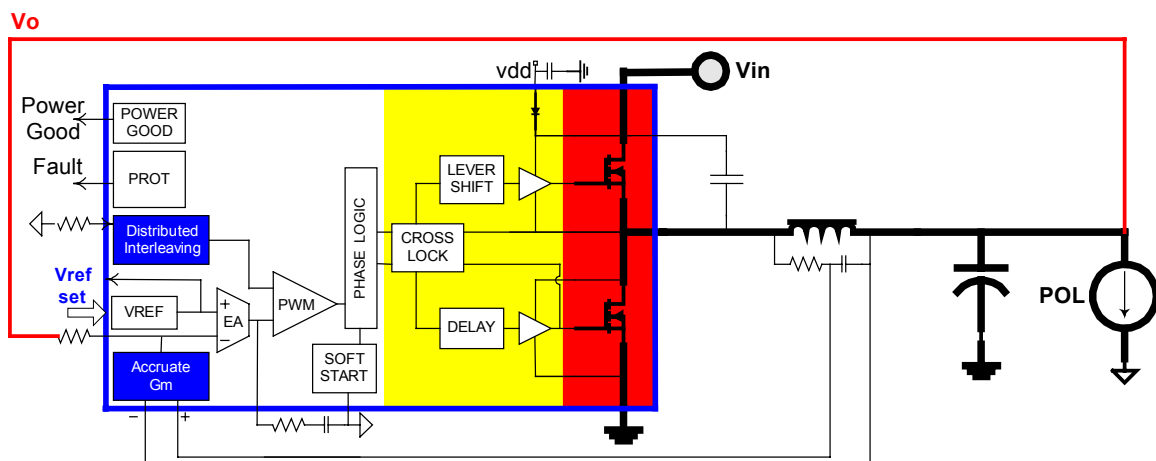 Vo
vdd
Vin
Power
Good
POWER
GOOD
Fault
PROT
LEVER
SHIFT
Distributed
Interleaving
PHASE LOGIC
CROSS
LOCK
Vref
set
VREF
+
EA
−
PWM
DELAY
POL
SOFT
START
Accruate
Gm
−
+